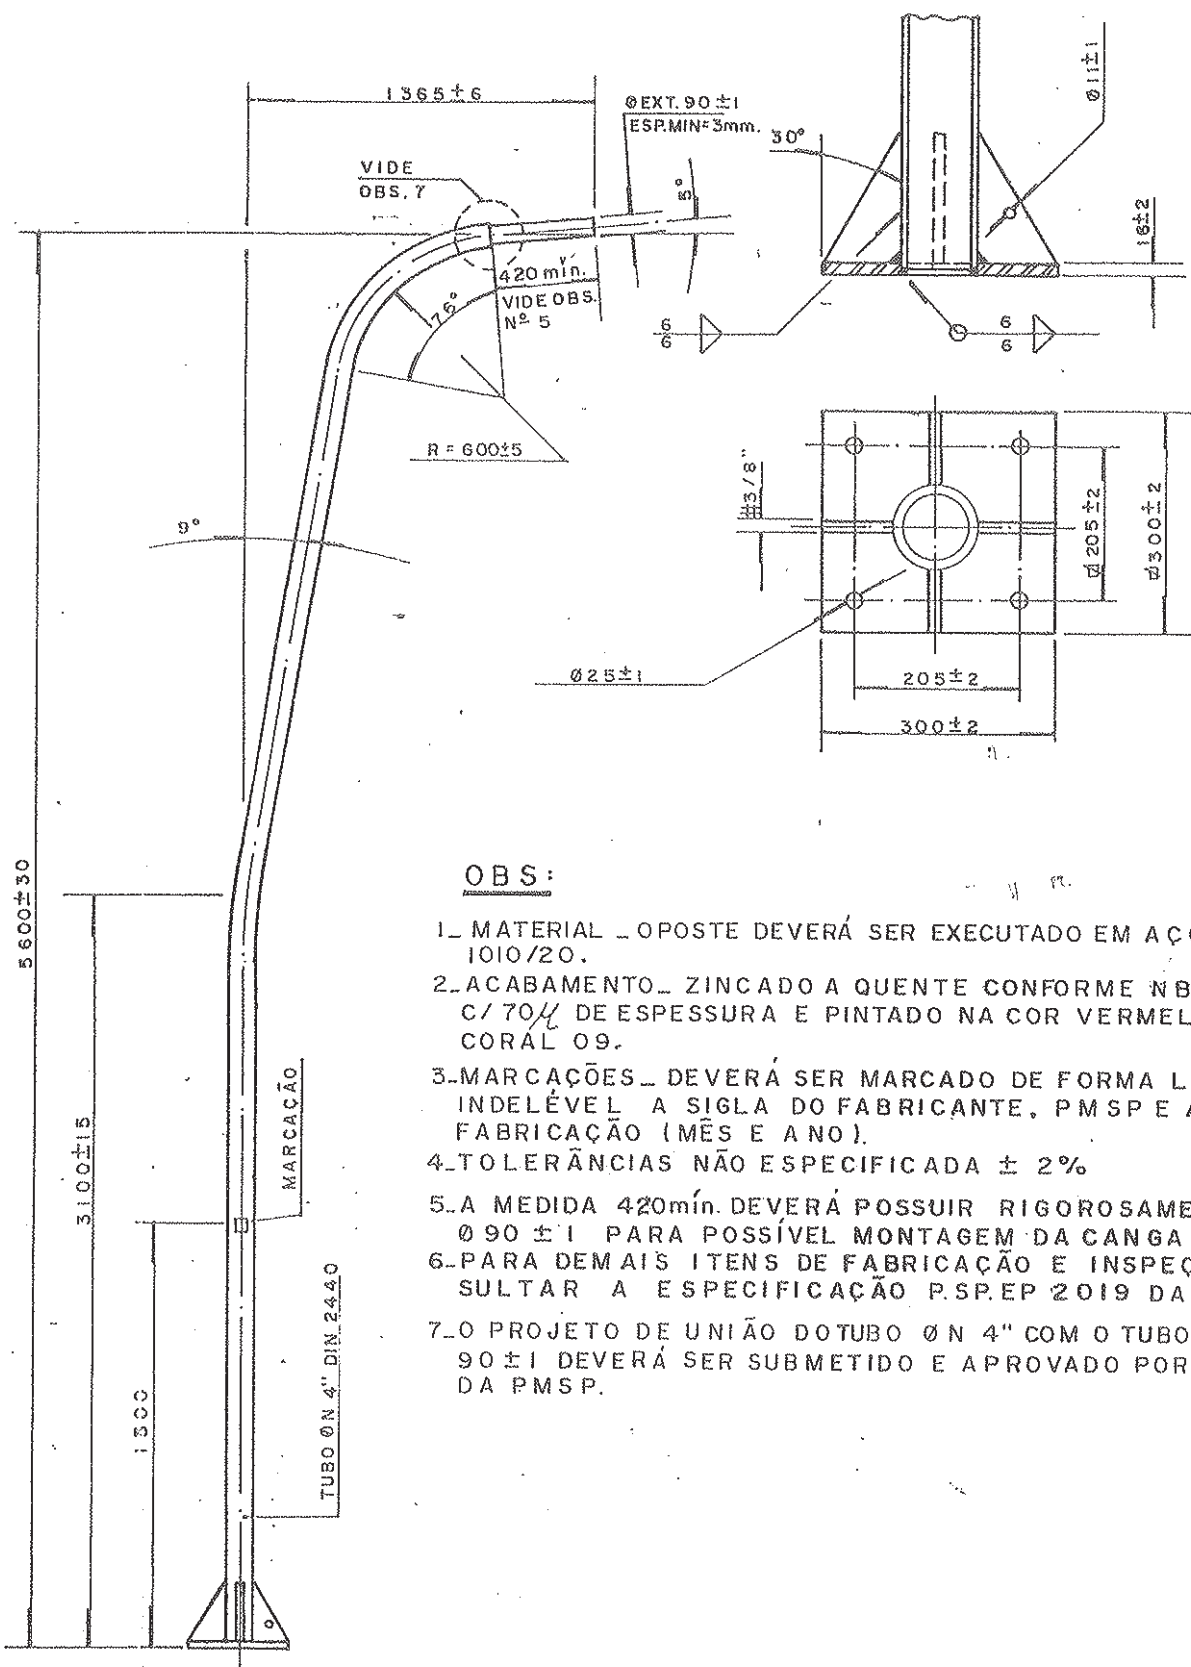 1365±6
ØEXT. 90±1
ESP.MIN=3mm.
VIDE
OBS. 7
5°
30°
Ø11±1
16±2
420 mín.
VIDE OBS.
Nº 5
76°
R = 600±5
6
6
6
6
9°
#3/8"
205±2
300±2
Ø25±1
205±2
300±2
5600±30
3100±15
MARCAÇÃO
TUBO ØN 4" DIN 2440
OBS:
1_ MATERIAL _ OPOSTE DEVERÁ SER EXECUTADO EM AÇ
1010/20.
2_ACABAMENTO_ ZINCADO A QUENTE CONFORME NB
C/ 70µ DE ESPESSURA E PINTADO NA COR VERMEL
CORAL 09.
3_MARCAÇÕES_ DEVERÁ SER MARCADO DE FORMA L
INDELÉVEL A SIGLA DO FABRICANTE, PMSP E
FABRICAÇÃO (MÊS E ANO).
4_TOLERÂNCIAS NÃO ESPECIFICADA ± 2%
5_A MEDIDA 420mín. DEVERÁ POSSUIR RIGOROSAME
Ø90 ± 1 PARA POSSÍVEL MONTAGEM DA CANGA
6_PARA DEMAIS ITENS DE FABRICAÇÃO E INSPEÇ
SULTAR A ESPECIFICAÇÃO P.SP.EP 2019 DA
7_O PROJETO DE UNIÃO DOTUBO ØN 4" COM O TUBO
90±1 DEVERÁ SER SUBMETIDO E APROVADO POR
DA PMSP.